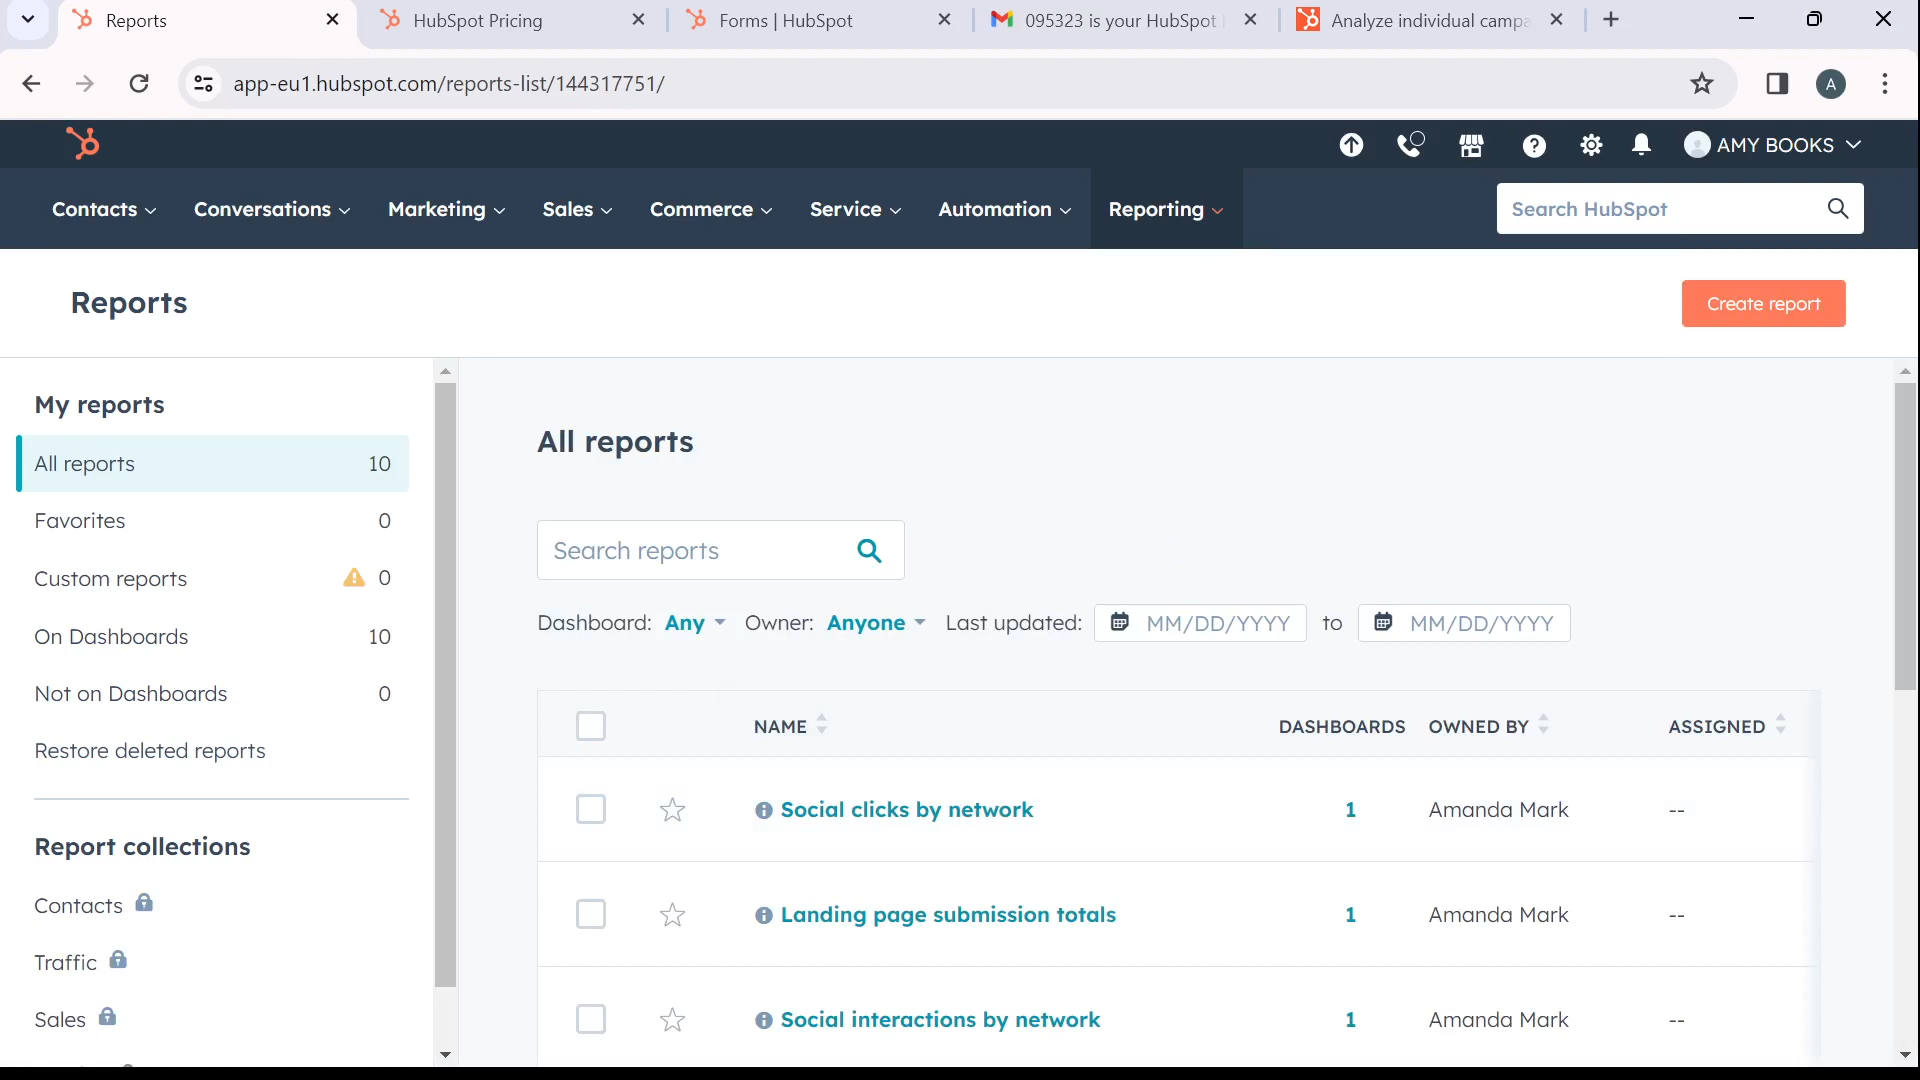 Reports
HubSpot Pricing
Forms | HubSpot
095323 is your HubSpot
Analyze individual campa
app-eu1.hubspot.com/reports-list/144317751/
A
AMY BOOKS
Contacts
Conversations
Marketing
Sales
Commerce
Service
Automation
Reporting
Search HubSpot
Reports
Create report
My reports
All reports 10
Favorites 0
Custom reports 0
On Dashboards 10
Not on Dashboards 0
Restore deleted reports
Report collections
Contacts
Traffic
Sales
All reports
Search reports
Dashboard: Any Owner: Anyone Last updated: MM/DD/YYYY to MM/DD/YYYY
NAME DASHBOARDS OWNED BY ASSIGNED
Social clicks by network 1 Amanda Mark --
Landing page submission totals 1 Amanda Mark --
Social interactions by network 1 Amanda Mark --